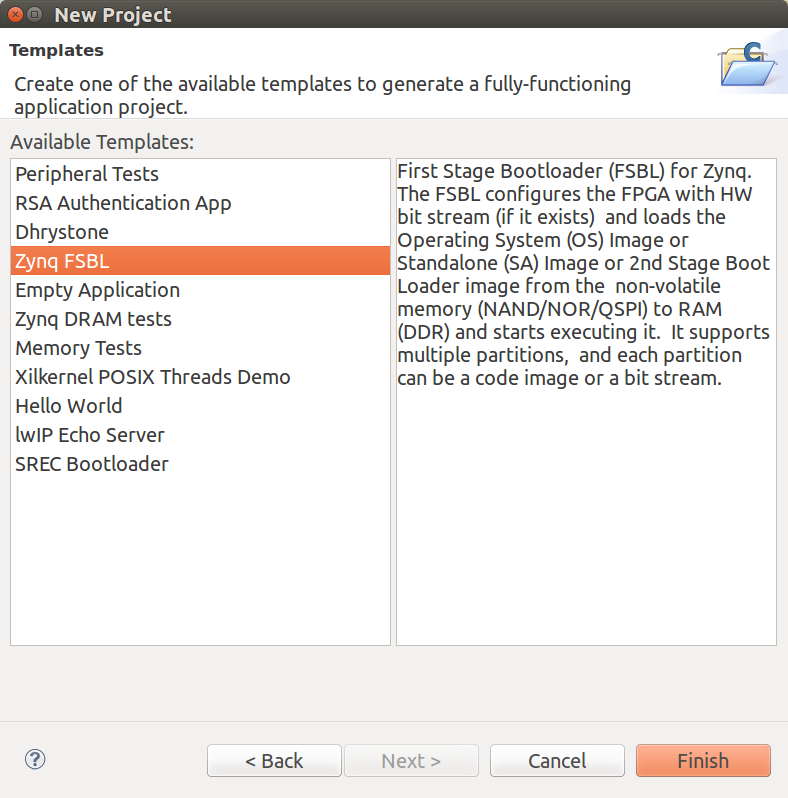 New Project
Templates
Create one of the available templates to generate a fully-functioning
application project.
Available Templates:
Peripheral Tests
RSA Authentication App
Dhrystone
Zynq FSBL
Empty Application
Zynq DRAM tests
Memory Tests
Xilkernel POSIX Threads Demo
Hello World
lwIP Echo Server
SREC Bootloader
First Stage Bootloader (FSBL) for Zynq.
The FSBL configures the FPGA with HW
bit stream (if it exists)  and loads the
Operating System (OS) Image or
Standalone (SA) Image or 2nd Stage Boot
Loader image from the  non-volatile
memory (NAND/NOR/QSPI) to RAM
(DDR) and starts executing it.  It supports
multiple partitions,  and each partition
can be a code image or a bit stream.
?
< Back
Next >
Cancel
Finish